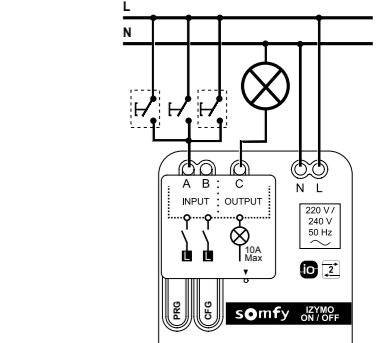 L
N
A B C
N L
INPUT OUTPUT
220 V /
240 V
50 Hz
L L
10A
Max
io 2
PRG
CFG
somfy
IZYMO
ON / OFF